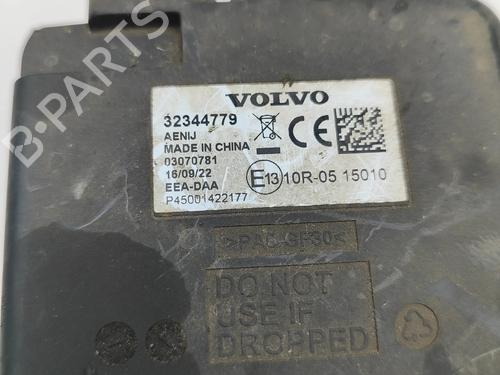 B-PARTS
VOLVO
32344779
AENIJ
MADE IN CHINA
03070781
16/09/22
EEA-DAA
P45001422177
CE
E13 10R-05 15010
>PA6-GF30<
DO NOT
USE IF
DROPPED